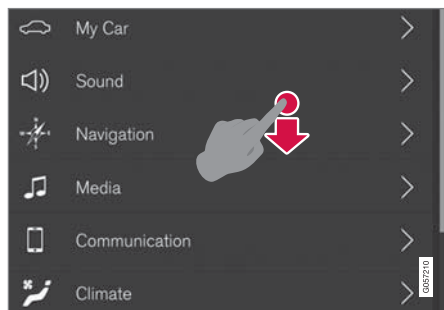 My Car
Sound
Navigation
Media
Communication
Climate
G057210